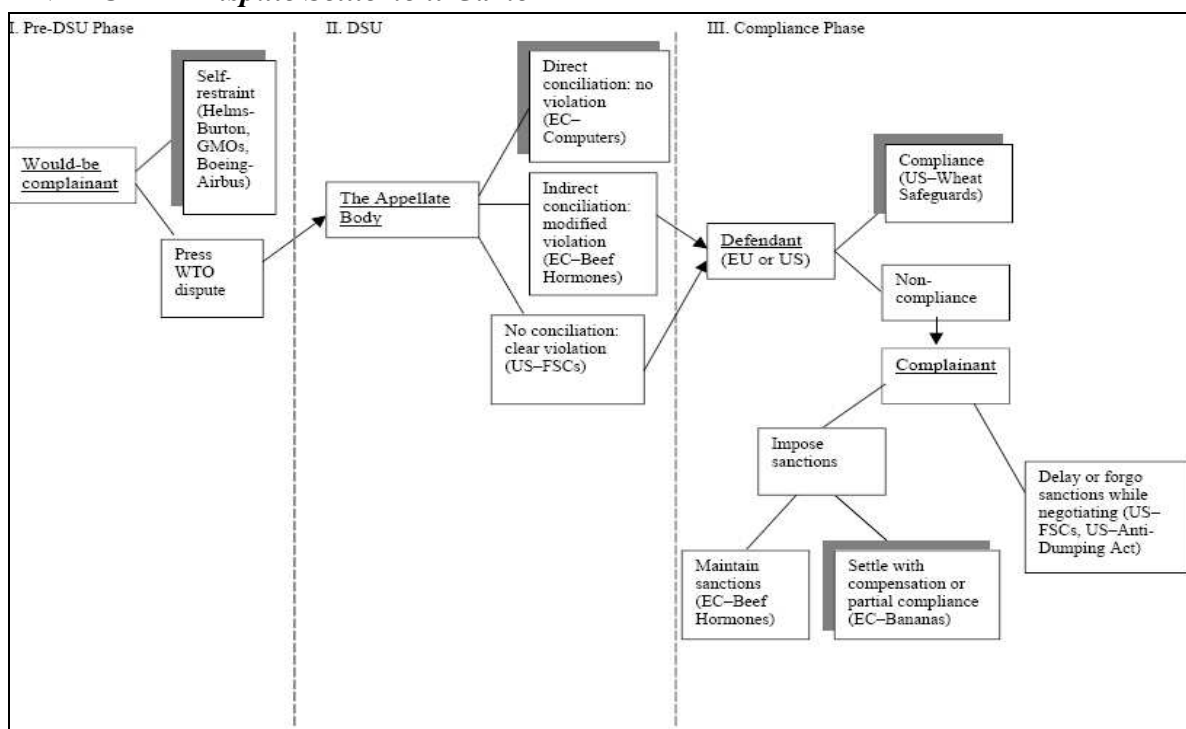 I. Pre-DSU Phase
II. DSU
III. Compliance Phase
Self-
restraint
(Helms-
Burton,
GMOs,
Boeing-
Airbus)
Would-be
complainant
Press
WTO
dispute
Direct
conciliation: no
violation
(EC–
Computers)
The Appellate
Body
Indirect
conciliation:
modified
violation
(EC–Beef
Hormones)
No conciliation:
clear violation
(US–FSCs)
Compliance
(US–Wheat
Safeguards)
Defendant
(EU or US)
Non-
compliance
Complainant
Impose
sanctions
Delay or forgo
sanctions while
negotiating (US–
FSCs, US–Anti-
Dumping Act)
Maintain
sanctions
(EC–Beef
Hormones)
Settle with
compensation or
partial compliance
(EC–Bananas)